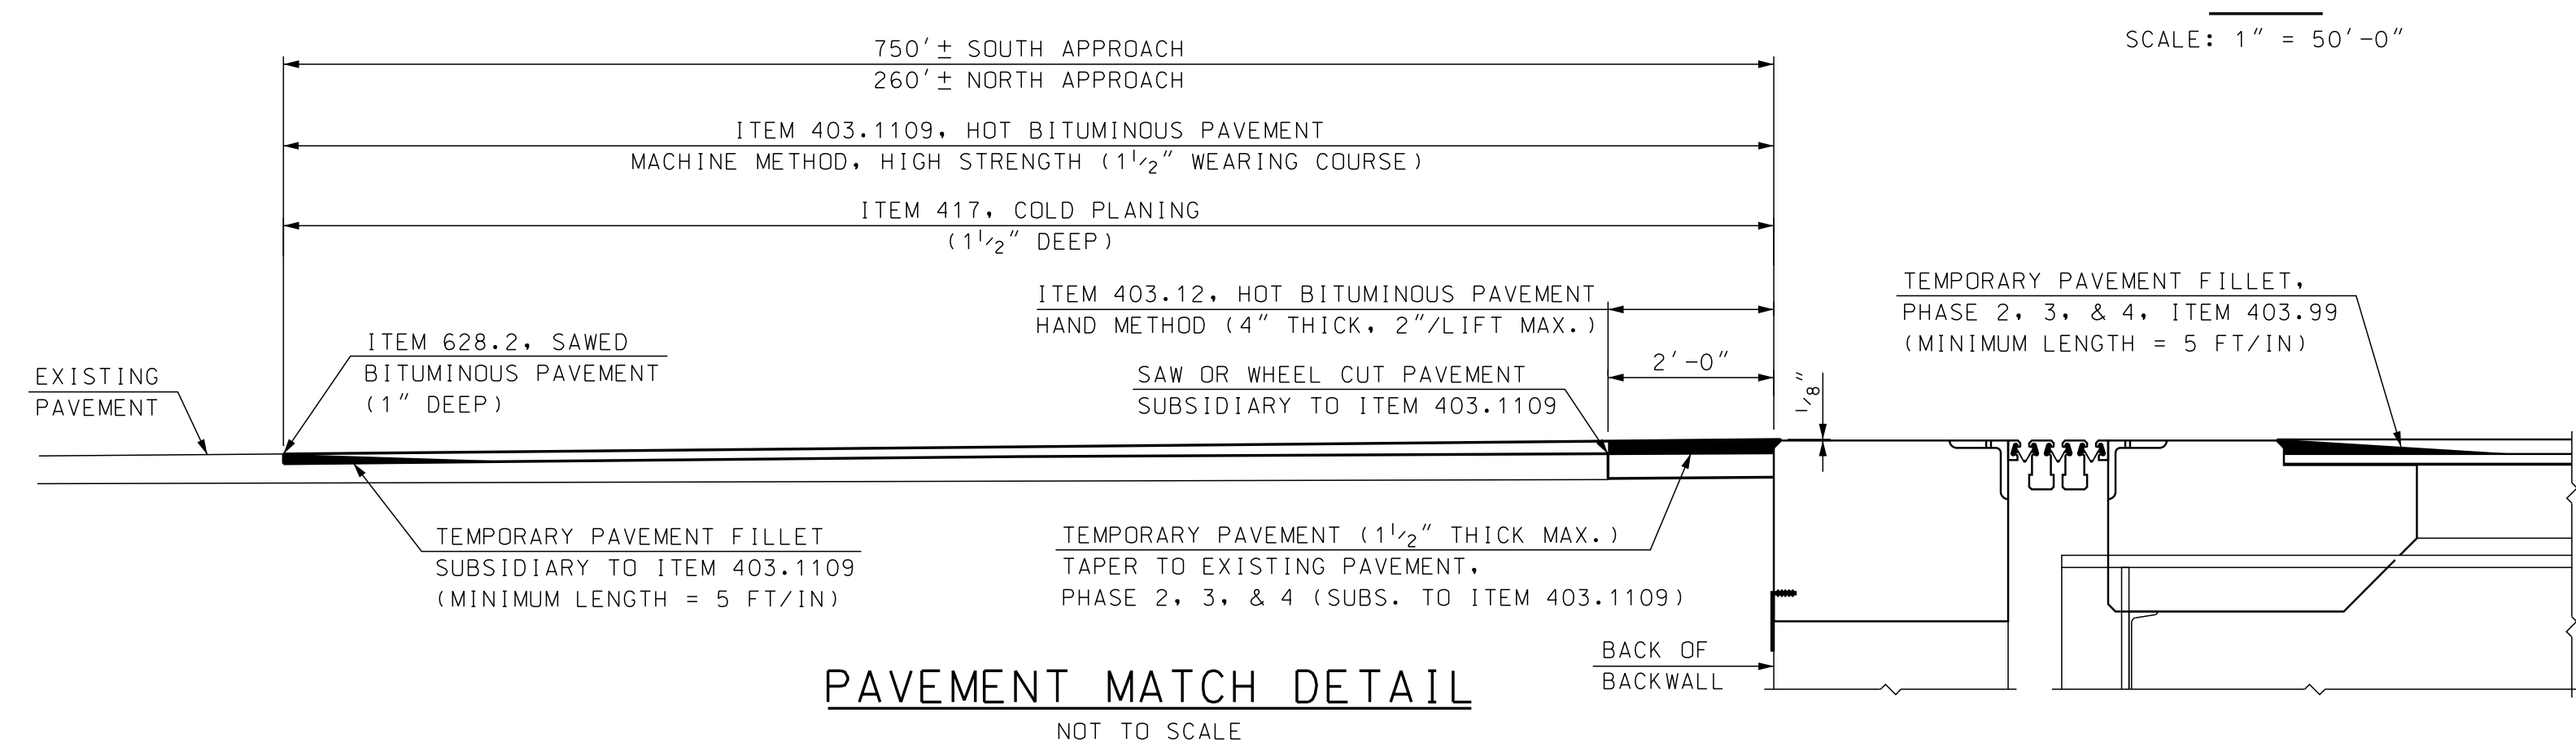 SCALE: 1" = 50'-0"
750'± SOUTH APPROACH
260'± NORTH APPROACH
ITEM 403.1109, HOT BITUMINOUS PAVEMENT
MACHINE METHOD, HIGH STRENGTH (1 1/2" WEARING COURSE)
ITEM 417, COLD PLANING
(1 1/2" DEEP)
ITEM 403.12, HOT BITUMINOUS PAVEMENT
HAND METHOD (4" THICK, 2"/LIFT MAX.)
TEMPORARY PAVEMENT FILLET,
PHASE 2, 3, & 4, ITEM 403.99
(MINIMUM LENGTH = 5 FT/IN)
ITEM 628.2, SAWED
BITUMINOUS PAVEMENT
(1" DEEP)
EXISTING
PAVEMENT
2'-0"
1/8"
SAW OR WHEEL CUT PAVEMENT
SUBSIDIARY TO ITEM 403.1109
TEMPORARY PAVEMENT FILLET
SUBSIDIARY TO ITEM 403.1109
(MINIMUM LENGTH = 5 FT/IN)
TEMPORARY PAVEMENT (1 1/2" THICK MAX.)
TAPER TO EXISTING PAVEMENT,
PHASE 2, 3, & 4 (SUBS. TO ITEM 403.1109)
BACK OF
BACKWALL
PAVEMENT MATCH DETAIL
NOT TO SCALE